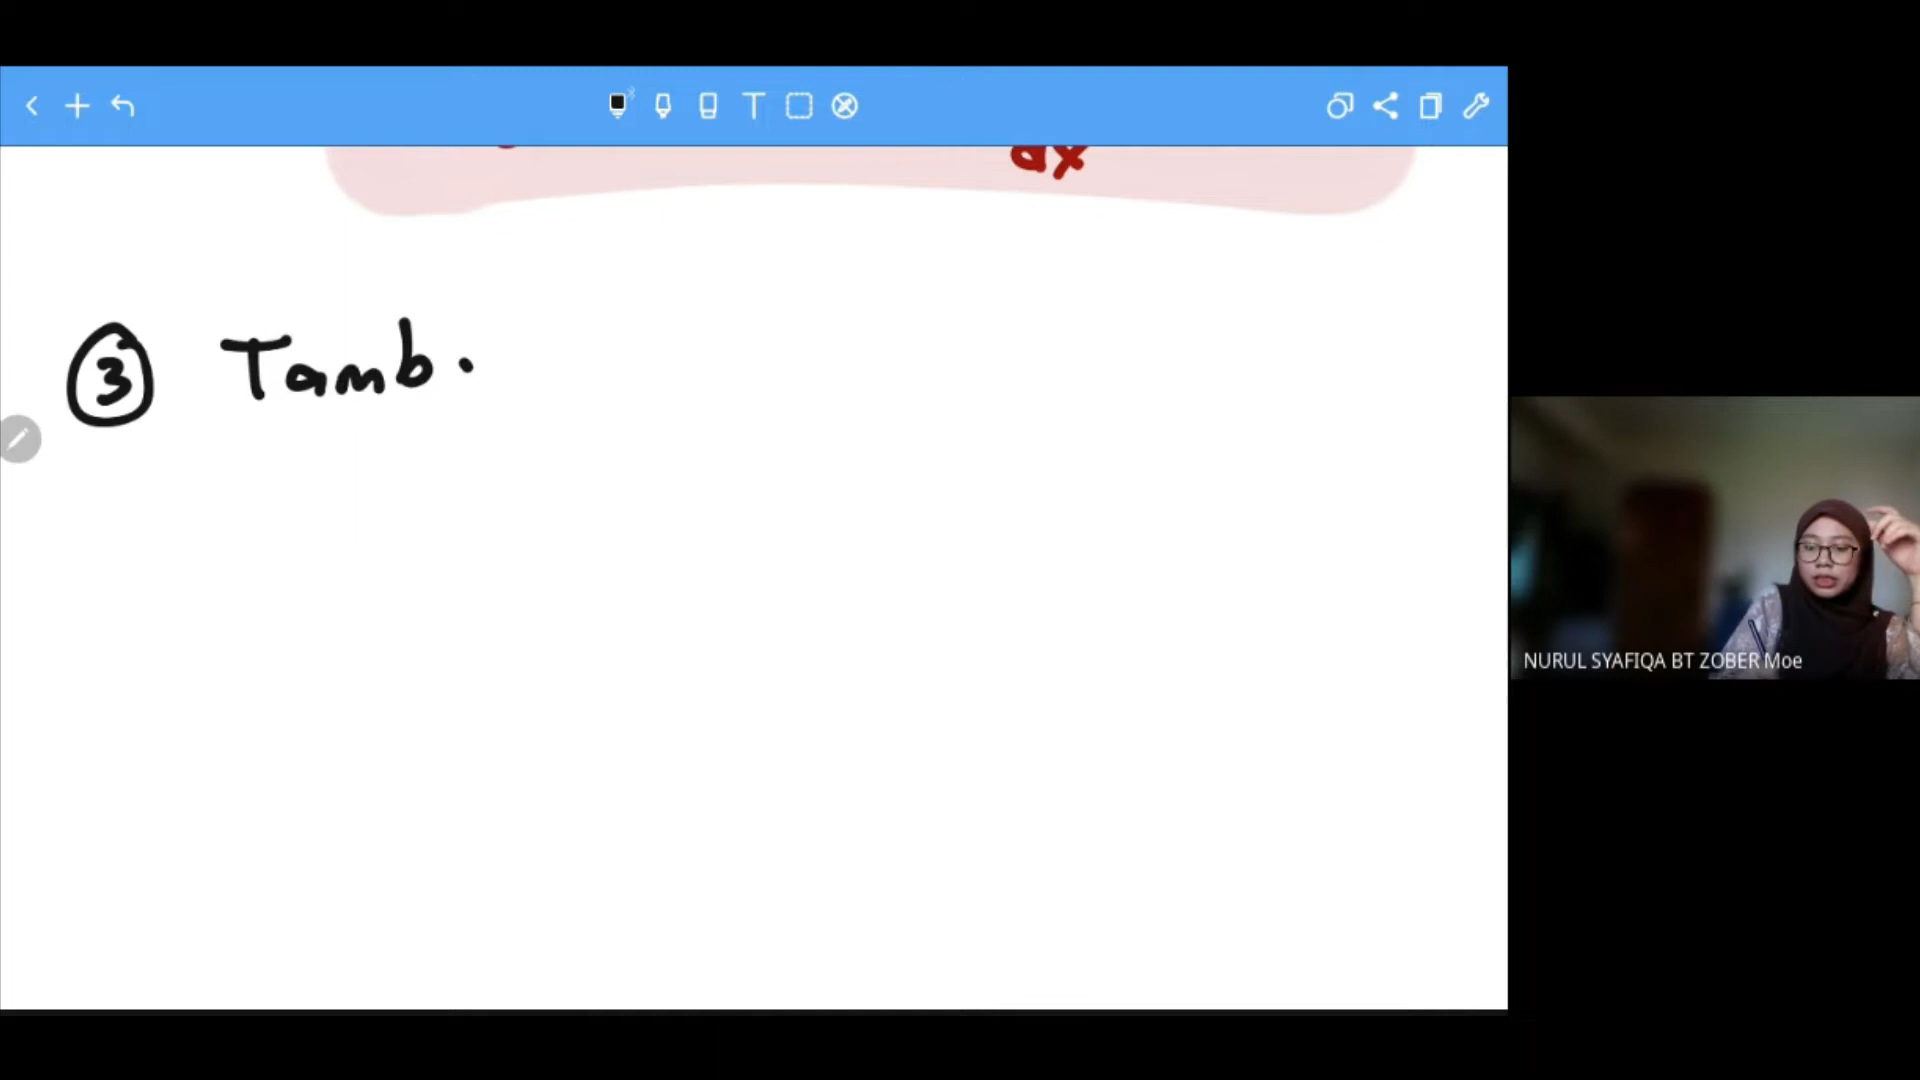 dx
③ Tamb.
NURUL SYAFIQA BT ZOBER Moe